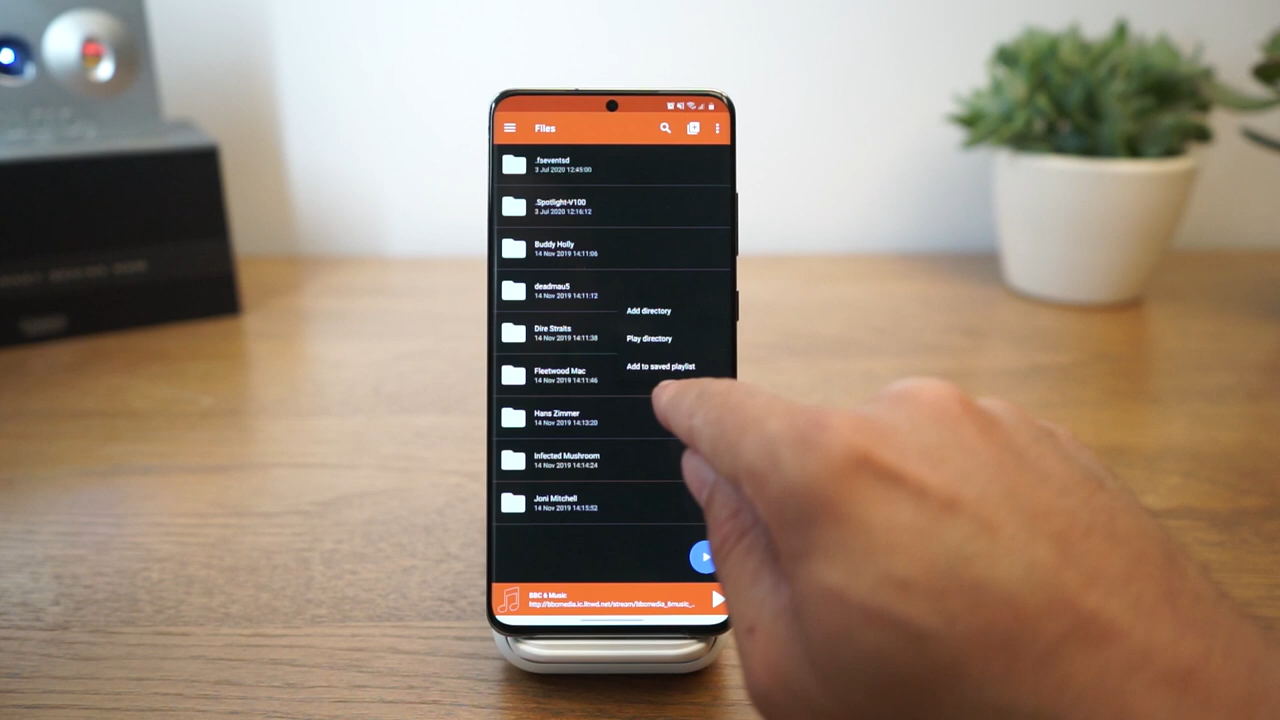 Files
.fseventsd
3 Jul 2020 12:45:00
.Spotlight-V100
3 Jul 2020 12:16:12
Buddy Holly
14 Nov 2019 14:11:06
deadmau5
14 Nov 2019 14:11:12
Add directory
Dire Straits
14 Nov 2019 14:11:38
Play directory
Add to saved playlist
Fleetwood Mac
14 Nov 2019 14:11:46
Hans Zimmer
14 Nov 2019 14:13:20
Infected Mushroom
14 Nov 2019 14:14:24
Joni Mitchell
14 Nov 2019 14:15:52
BBC 6 Music
http://bbcmedia.ic.llnwd.net/stream/bbcmedia_6music_..